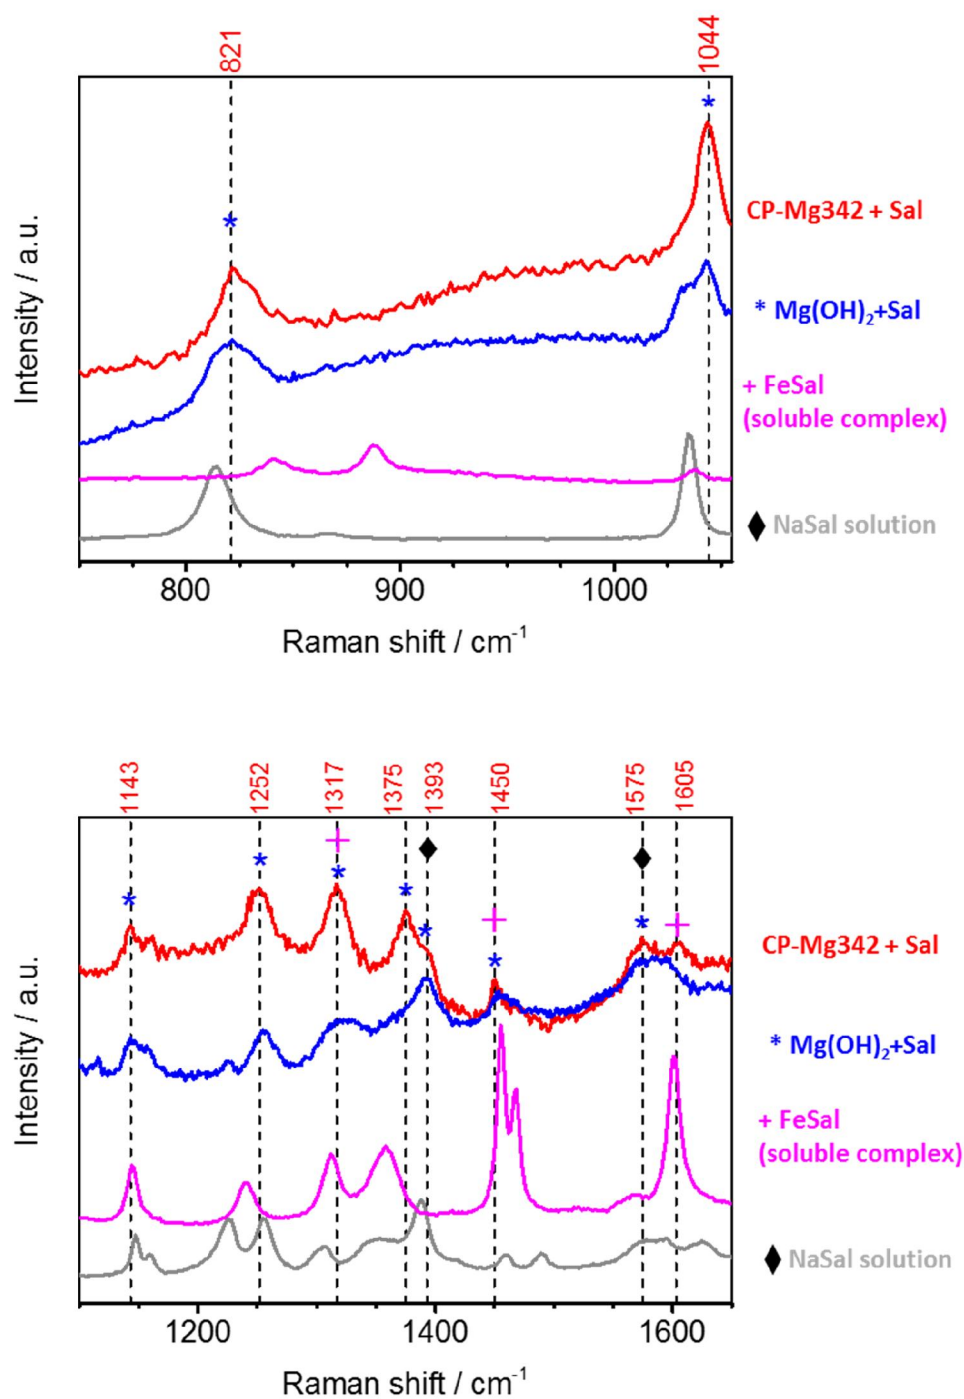 821
1044
Intensity / a.u.
CP-Mg342 + Sal
* Mg(OH)₂+Sal
+ FeSal
(soluble complex)
♦ NaSal solution
800
900
1000
Raman shift / cm⁻¹
1143
1252
1317
1375
1393
1450
1575
1605
Intensity / a.u.
CP-Mg342 + Sal
* Mg(OH)₂+Sal
+ FeSal
(soluble complex)
♦ NaSal solution
1200
1400
1600
Raman shift / cm⁻¹